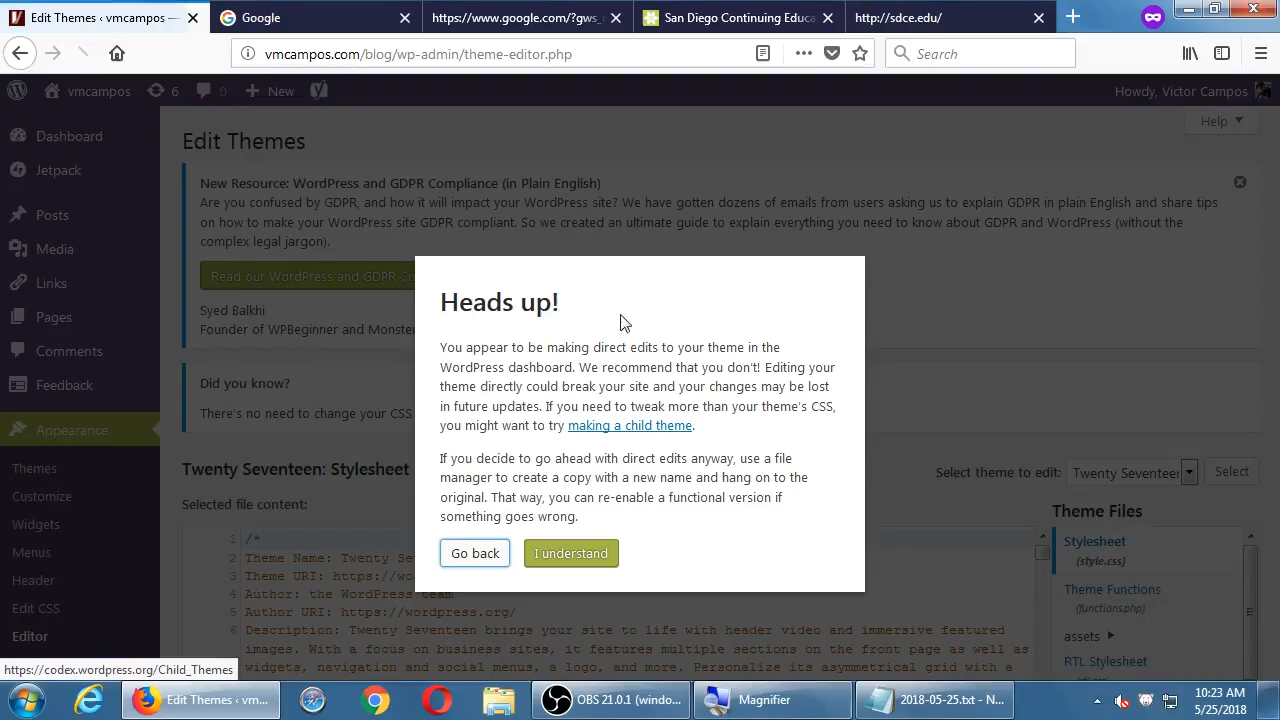 Edit Themes ‹ vmcampos —
Google
https://www.google.com/?gws_
San Diego Continuing Educa
http://sdce.edu/
vmcampos.com/blog/wp-admin/theme-editor.php
Search
vmcampos
6
0
New
Howdy, Victor Campos
Dashboard
Jetpack
Posts
Media
Links
Pages
Comments
Feedback
Appearance
Themes
Customize
Widgets
Menus
Header
Edit CSS
Editor
Help
Edit Themes
New Resource: WordPress and GDPR Compliance (in Plain English)
Are you confused by GDPR, and how it will impact your WordPress site? We have gotten dozens of emails from users asking us to explain GDPR in plain English and share tips
on how to make your WordPress site GDPR compliant. So we created an ultimate guide to explain everything you need to know about GDPR and WordPress (without the
complex legal jargon).
Read our WordPress and GDPR Co
Syed Balkhi
Founder of WPBeginner and Monster
Did you know?
There's no need to change your CSS
Heads up!
You appear to be making direct edits to your theme in the
WordPress dashboard. We recommend that you don't! Editing your
theme directly could break your site and your changes may be lost
in future updates. If you need to tweak more than your theme's CSS,
you might want to try making a child theme.
If you decide to go ahead with direct edits anyway, use a file
manager to create a copy with a new name and hang on to the
original. That way, you can re-enable a functional version if
something goes wrong.
Go back
I understand
Twenty Seventeen: Stylesheet
Select theme to edit:
Twenty Seventeen
Select
Selected file content:
Theme Files
1 /*
2 Theme Name: Twenty Sev
3 Theme URI: https://wo
4 Author: the WordPress team
5 Author URI: https://wordpress.org/
6 Description: Twenty Seventeen brings your site to life with header video and immersive featured
images. With a focus on business sites, it features multiple sections on the front page as well as
widgets, navigation and social menus, a logo, and more. Personalize its asymmetrical grid with a
Stylesheet
(style.css)
Theme Functions
(functions.php)
assets
RTL Stylesheet
https://codex.wordpress.org/Child_Themes
Edit Themes ‹ vmc...
OBS 21.0.1 (windo...
Magnifier
2018-05-25.txt - N...
10:23 AM
5/25/2018